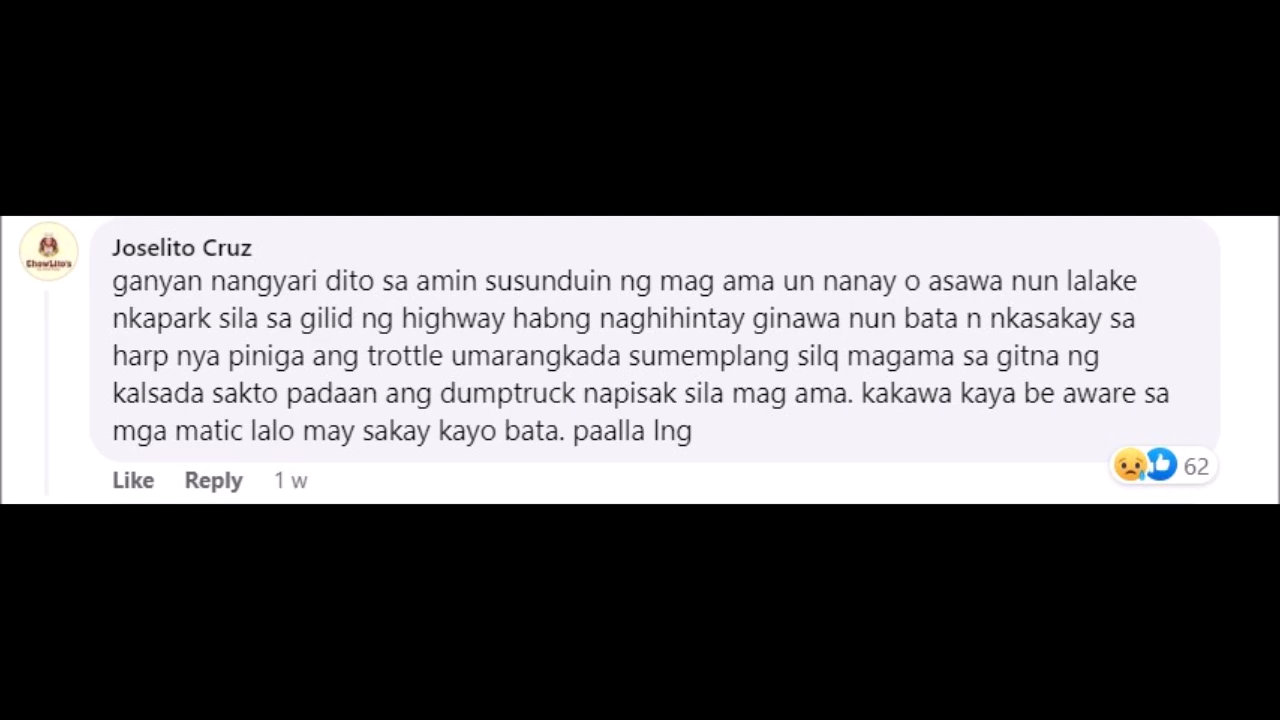 ChowLito's
Joselito Cruz
ganyan nangyari dito sa amin susunduin ng mag ama un nanay o asawa nun lalake
nkapark sila sa gilid ng highway habng naghihintay ginawa nun bata n nkasakay sa
harp nya piniga ang trottle umarangkada sumemplang silq magama sa gitna ng
kalsada sakto padaan ang dumptruck napisak sila mag ama. kakawa kaya be aware sa
mga matic lalo may sakay kayo bata. paalla lng
Like Reply 1 w 62